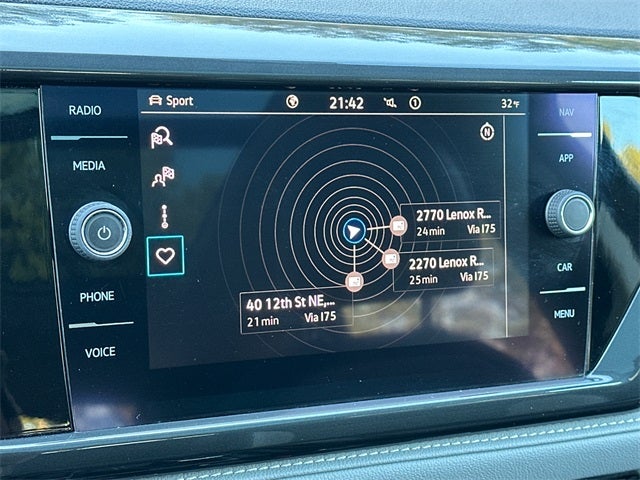 RADIO
MEDIA
PHONE
VOICE
Sport
21:42
1
32°F
N
2770 Lenox R...
24 min Via I75
2270 Lenox R...
25 min Via I75
40 12th St NE,...
21 min Via I75
NAV
APP
CAR
MENU